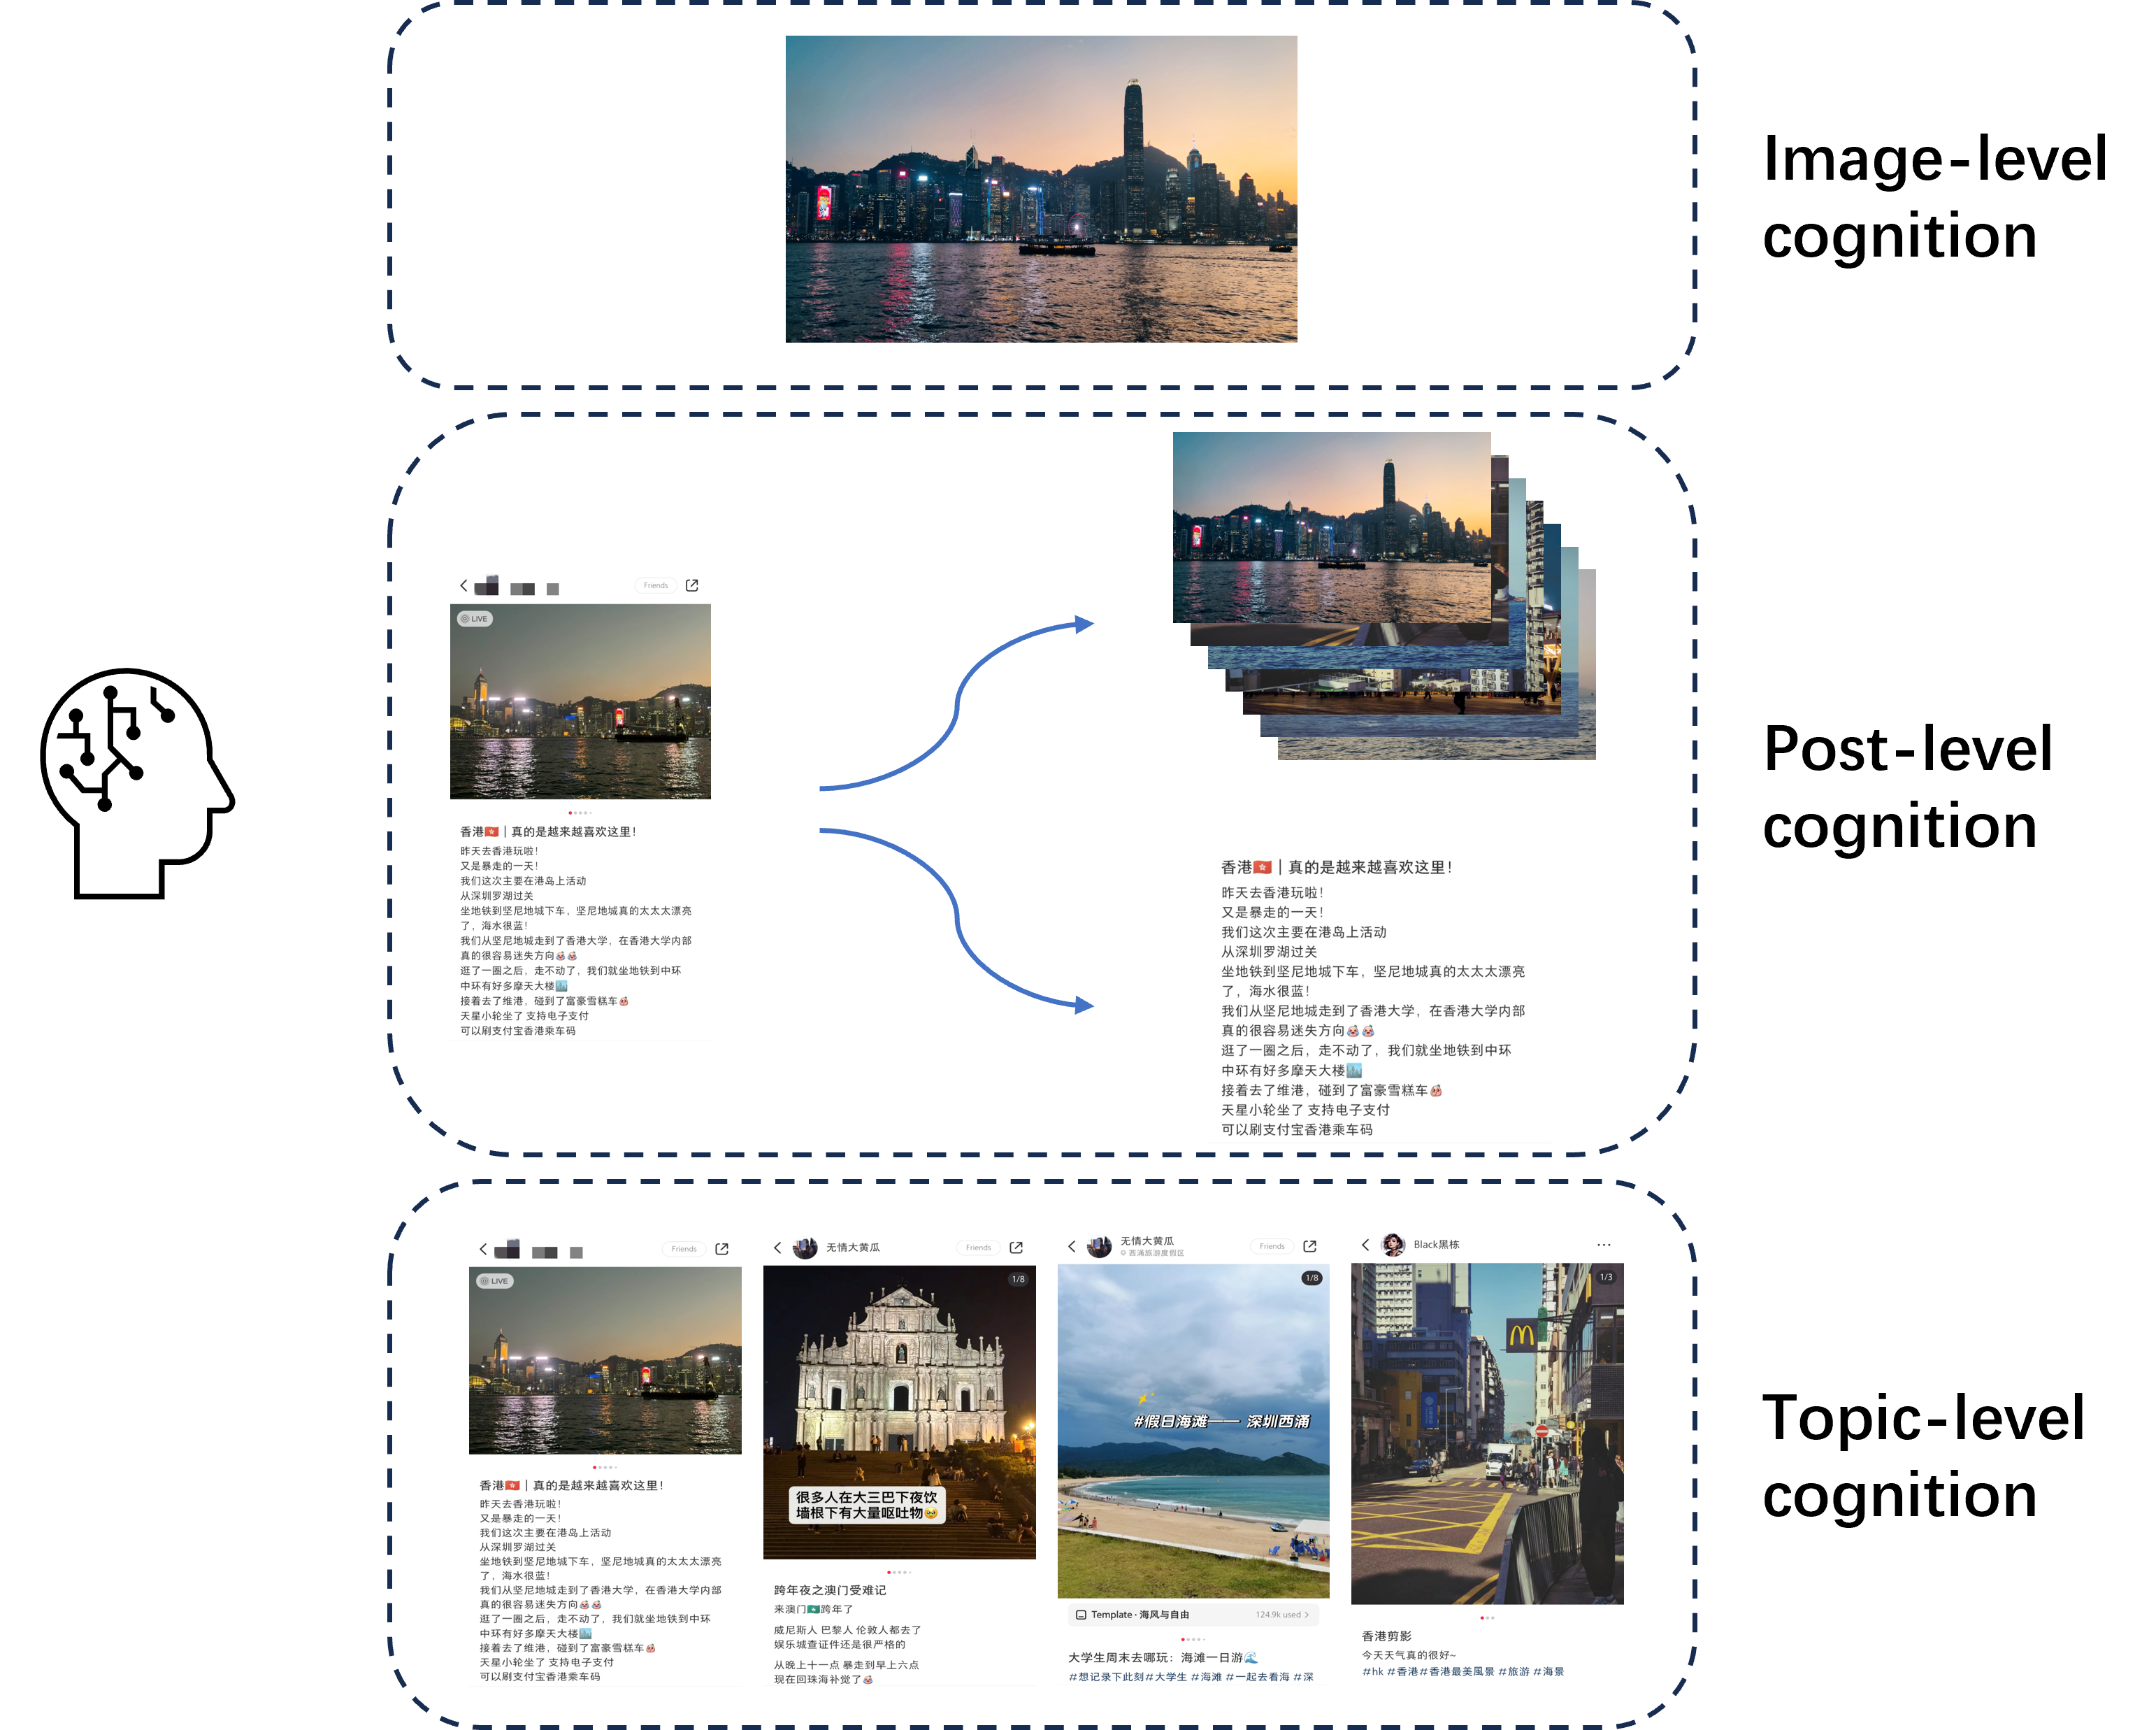 Image-level
cognition
Friends
LIVE
香港🇭🇰 | 真的是越来越喜欢这里！
昨天去香港玩啦！
又是暴走的一天！
我们这次主要在港岛上活动
从深圳罗湖过关
坐地铁到坚尼地城下车，坚尼地城真的太太太漂亮
了，海水很蓝！
我们从坚尼地城走到了香港大学，在香港大学内部
真的很容易迷失方向🤡🤡
逛了一圈之后，走不动了，我们就坐地铁到中环
中环有好多摩天大楼🏙️
接着去了维港，碰到了富豪雪糕车🤡
天星小轮坐了 支持电子支付
可以刷支付宝香港乘车码
香港🇭🇰 | 真的是越来越喜欢这里！
昨天去香港玩啦！
又是暴走的一天！
我们这次主要在港岛上活动
从深圳罗湖过关
坐地铁到坚尼地城下车，坚尼地城真的太太太漂亮
了，海水很蓝！
我们从坚尼地城走到了香港大学，在香港大学内部
真的很容易迷失方向🤡🤡
逛了一圈之后，走不动了，我们就坐地铁到中环
中环有好多摩天大楼🏙️
接着去了维港，碰到了富豪雪糕车🤡
天星小轮坐了 支持电子支付
可以刷支付宝香港乘车码
Post-level
cognition
Friends
LIVE
香港🇭🇰 | 真的是越来越喜欢这里！
昨天去香港玩啦！
又是暴走的一天！
我们这次主要在港岛上活动
从深圳罗湖过关
坐地铁到坚尼地城下车，坚尼地城真的太太太漂亮
了，海水很蓝！
我们从坚尼地城走到了香港大学，在香港大学内部
真的很容易迷失方向🤡🤡
逛了一圈之后，走不动了，我们就坐地铁到中环
中环有好多摩天大楼🏙️
接着去了维港，碰到了富豪雪糕车🤡
天星小轮坐了 支持电子支付
可以刷支付宝香港乘车码
无情大黄瓜
Friends
1/8
很多人在大三巴下夜饮
墙根下有大量呕吐物🥹
跨年夜之澳门受难记
来澳门🇲🇴跨年了
威尼斯人 巴黎人 伦敦人都去了
娱乐城查证件还是很严格的
从晚上十一点 暴走到早上六点
现在回珠海补觉了🤡
无情大黄瓜
西涌旅游度假区
Friends
1/8
#假日海滩—— 深圳西涌
Template · 海风与自由
124.9k used
大学生周末去哪玩：海滩一日游🌊
#想记录下此刻#大学生 #海滩 #一起去看海 #深
Black黑栋
1/3
香港剪影
今天天气真的很好~
#hk #香港#香港最美風景 #旅游 #海景
Topic-level
cognition